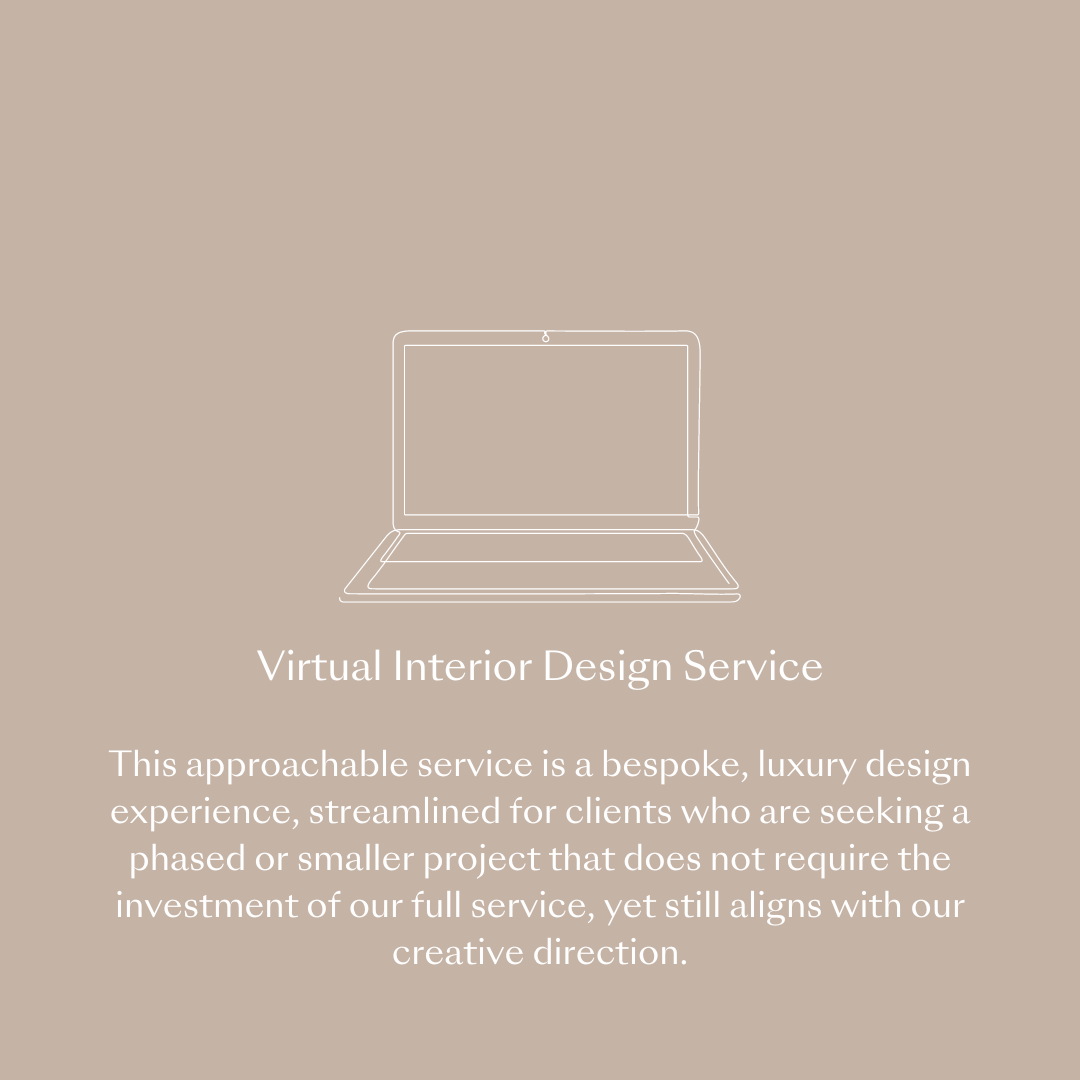 Virtual Interior Design Service
This approachable service is a bespoke, luxury design
experience, streamlined for clients who are seeking a
phased or smaller project that does not require the
investment of our full service, yet still aligns with our
creative direction.